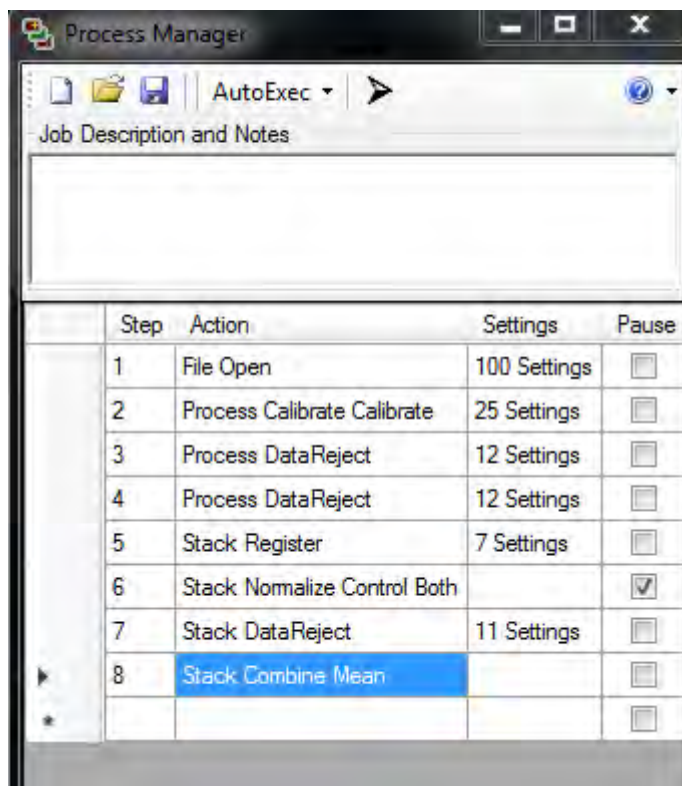 Process Manager
AutoExec
Job Description and Notes
Step Action Settings Pause
1 File Open 100 Settings
2 Process Calibrate Calibrate 25 Settings
3 Process DataReject 12 Settings
4 Process DataReject 12 Settings
5 Stack Register 7 Settings
6 Stack Normalize Control Both
7 Stack DataReject 11 Settings
8 Stack Combine Mean